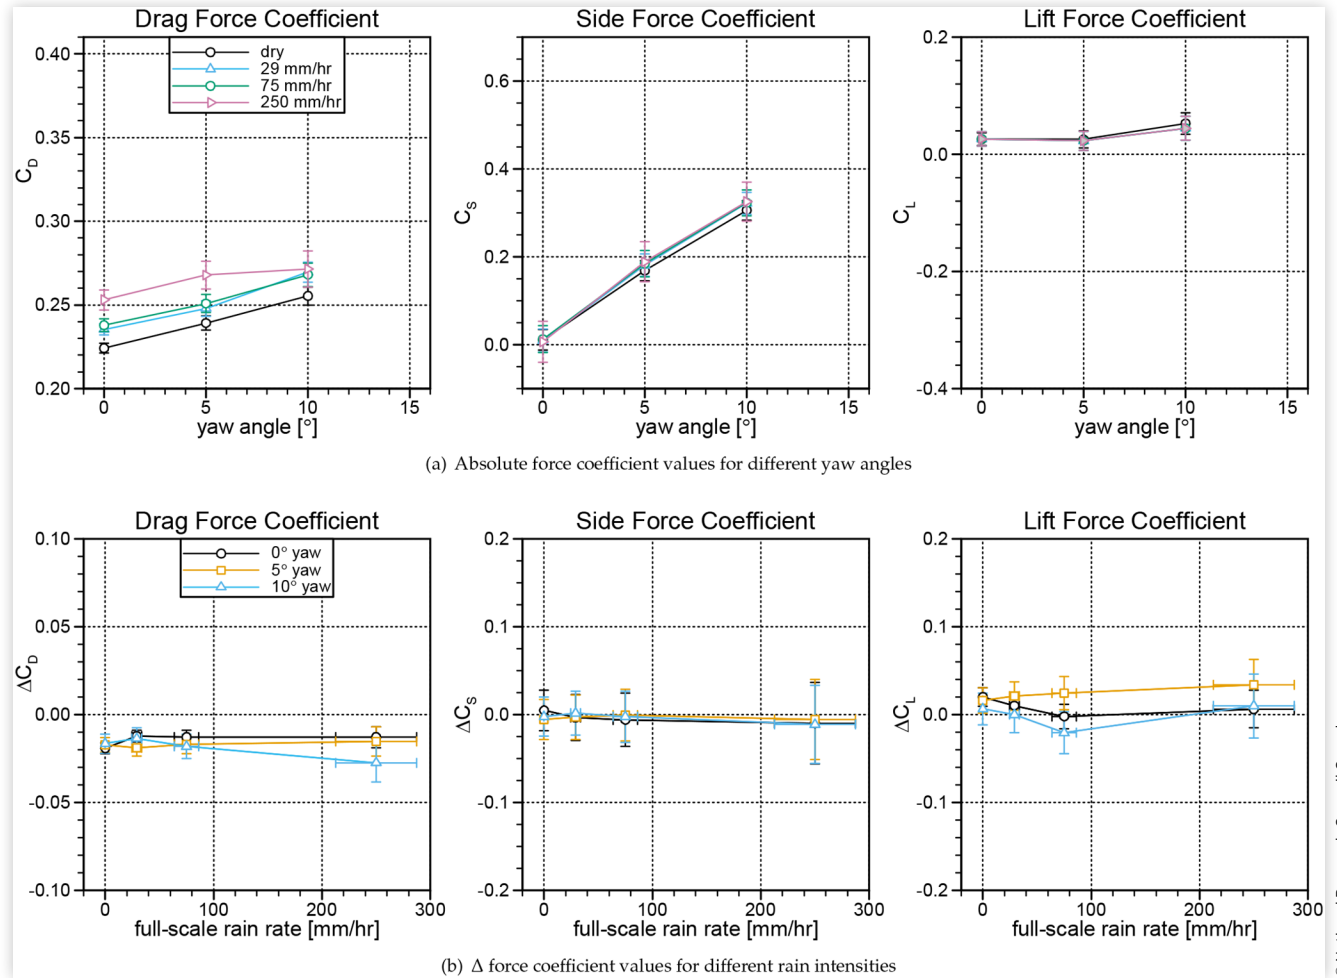 Drag Force Coefficient
Side Force Coefficient
Lift Force Coefficient
0.40
0.35
0.30
0.25
0.20
C_D
dry
29 mm/hr
75 mm/hr
250 mm/hr
0 5 10 15
yaw angle [°]
0.6
0.4
0.2
0.0
C_S
0 5 10 15
yaw angle [°]
0.2
0.0
-0.2
-0.4
C_L
0 5 10 15
yaw angle [°]
(a) Absolute force coefficient values for different yaw angles
Drag Force Coefficient
Side Force Coefficient
Lift Force Coefficient
0.10
0.05
0.00
-0.05
-0.10
ΔC_D
0° yaw
5° yaw
10° yaw
0 100 200 300
full-scale rain rate [mm/hr]
0.2
0.1
0.0
-0.1
-0.2
ΔC_S
0 100 200 300
full-scale rain rate [mm/hr]
0.2
0.1
0.0
-0.1
-0.2
ΔC_L
0 100 200 300
full-scale rain rate [mm/hr]
(b) Δ force coefficient values for different rain intensities